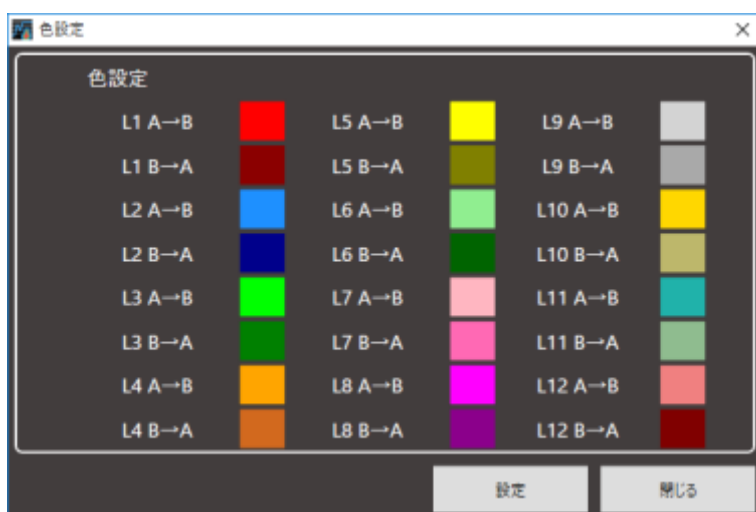 色設定
色設定
L1 A→B L5 A→B L9 A→B
L1 B→A L5 B→A L9 B→A
L2 A→B L6 A→B L10 A→B
L2 B→A L6 B→A L10 B→A
L3 A→B L7 A→B L11 A→B
L3 B→A L7 B→A L11 B→A
L4 A→B L8 A→B L12 A→B
L4 B→A L8 B→A L12 B→A
設定 閉じる